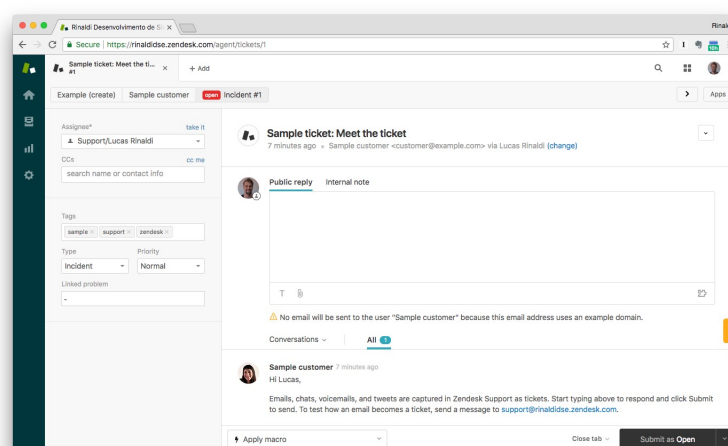 Rinaldi Desenvolvimento de So
Rinald
Secure | https://rinaldidse.zendesk.com/agent/tickets/1
10h
Sample ticket: Meet the ti...
#1
+ Add
Example (create) Sample customer open Incident #1
Apps
Assignee* take it
Support/Lucas Rinaldi
CCs cc me
search name or contact info
Tags
sample × support × zendesk ×
Type Priority
Incident Normal
Linked problem
-
Sample ticket: Meet the ticket
7 minutes ago • Sample customer <customer@example.com> via Lucas Rinaldi (change)
Public reply Internal note
T
No email will be sent to the user "Sample customer" because this email address uses an example domain.
Conversations All 1
Sample customer 7 minutes ago
Hi Lucas,
Emails, chats, voicemails, and tweets are captured in Zendesk Support as tickets. Start typing above to respond and click Submit
to send. To test how an email becomes a ticket, send a message to support@rinaldidse.zendesk.com.
Apply macro
Close tab
Submit as Open